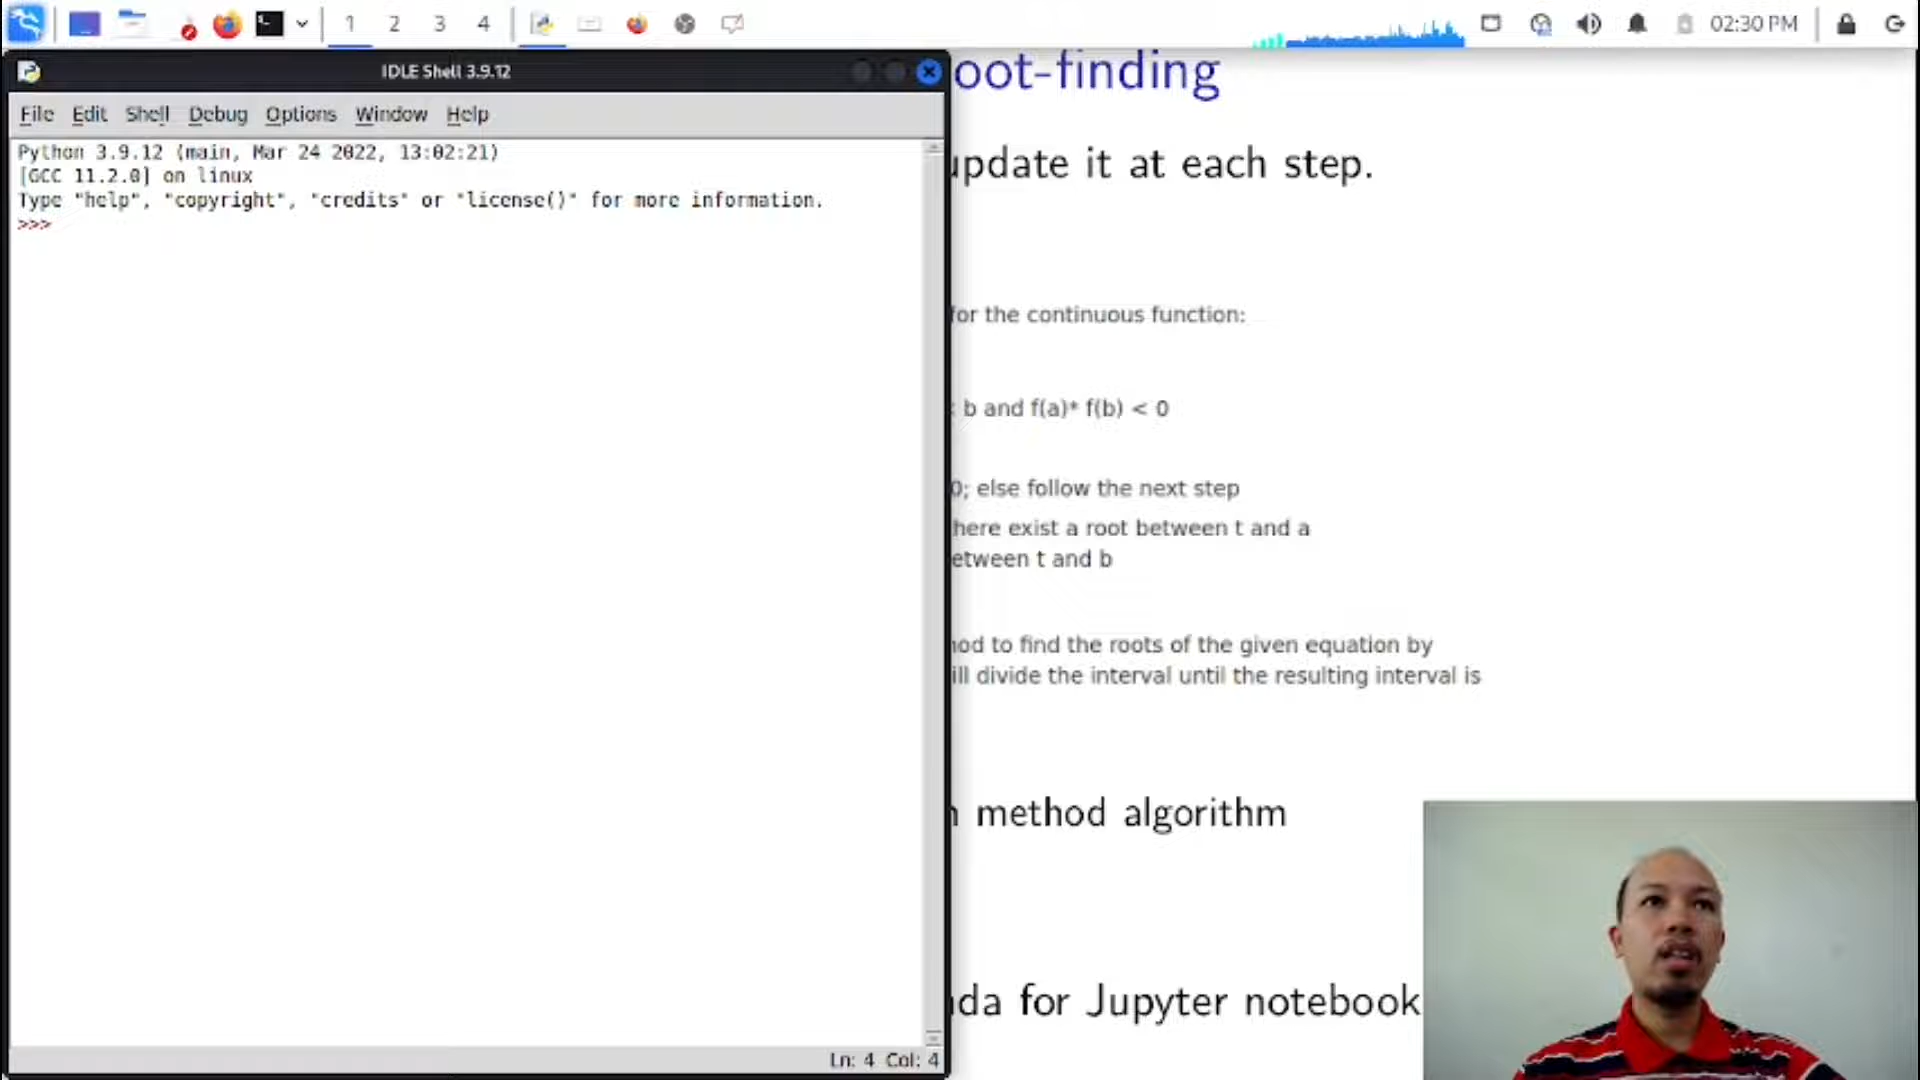 1 2 3 4
02:30 PM
IDLE Shell 3.9.12
File Edit Shell Debug Options Window Help
Python 3.9.12 (main, Mar 24 2022, 13:02:21)
[GCC 11.2.0] on linux
Type "help", "copyright", "credits" or "license()" for more information.
>>>
Ln: 4 Col: 4
oot-finding
update it at each step.
for the continuous function:
b and f(a)* f(b) < 0
0; else follow the next step
here exist a root between t and a
etween t and b
od to find the roots of the given equation by
ill divide the interval until the resulting interval is
method algorithm
da for Jupyter notebook